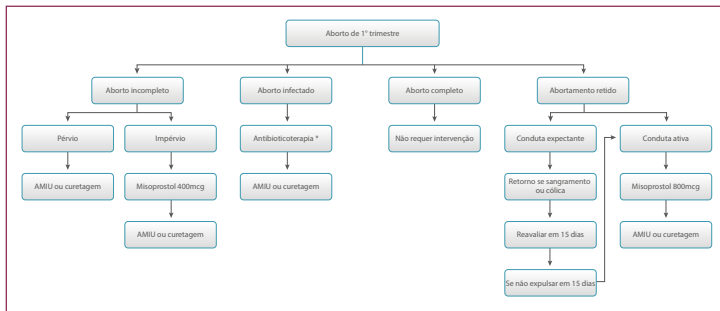 Aborto de 1º trimestre
Aborto incompleto
Aborto infectado
Aborto completo
Abortamento retido
Pérvio
Impérvio
Antibioticoterapia *
Não requer intervenção
Conduta expectante
Conduta ativa
AMIU ou curetagem
Misoprostol 400mcg
AMIU ou curetagem
Retorno se sangramento
ou cólica
Misoprostol 800mcg
AMIU ou curetagem
Reavaliar em 15 dias
AMIU ou curetagem
Se não expulsar em 15 dias